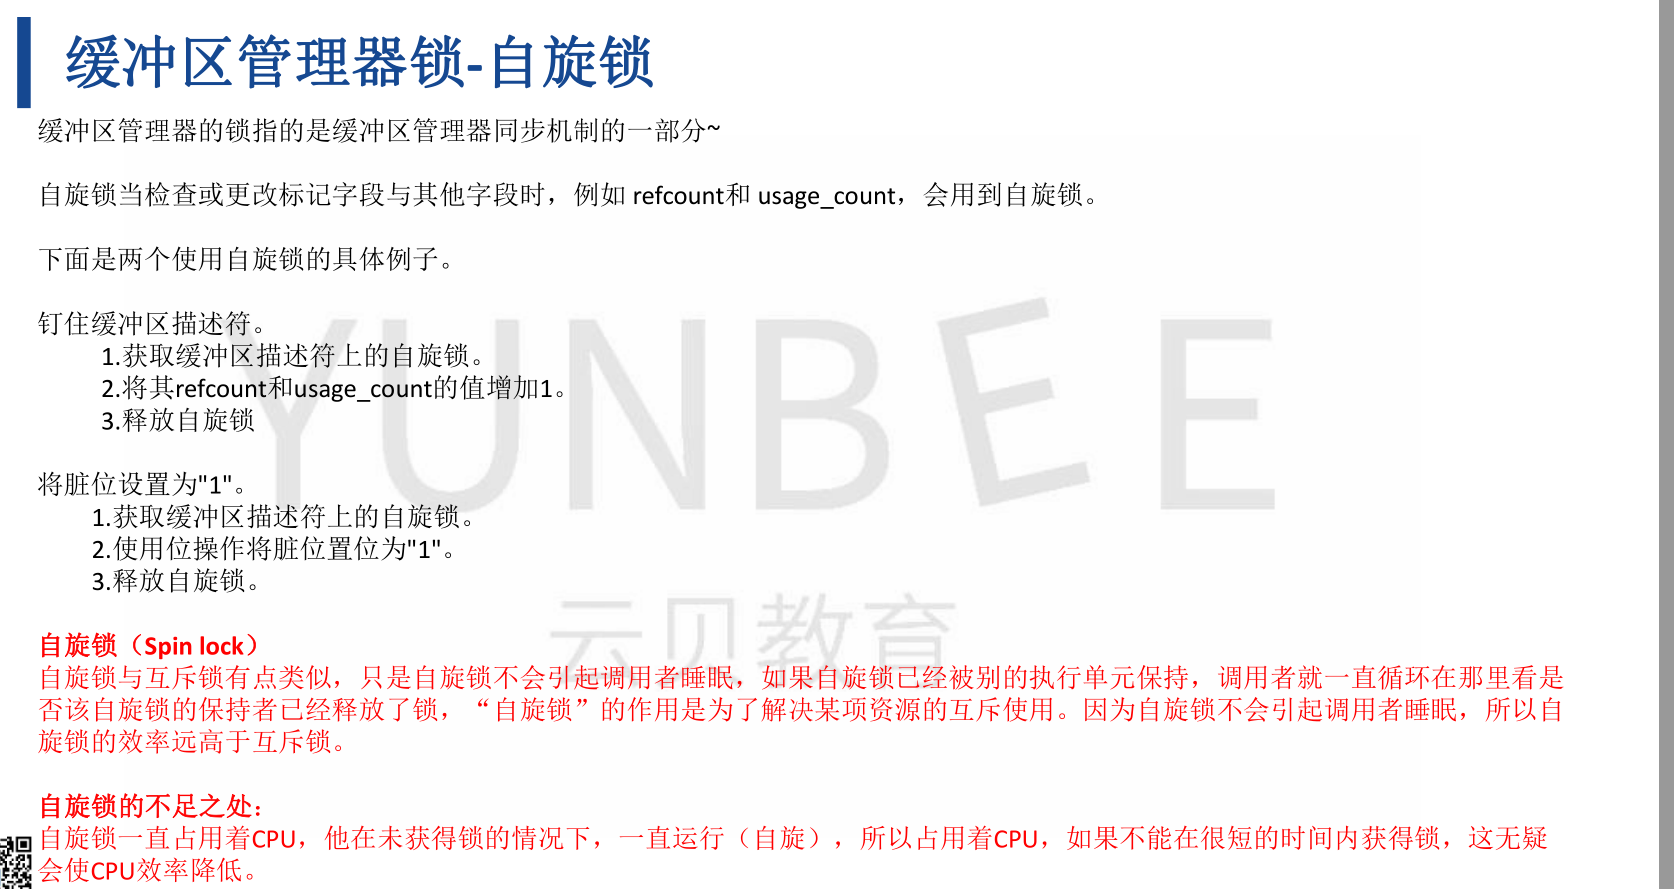 缓冲区管理器锁-自旋锁
缓冲区管理器的锁指的是缓冲区管理器同步机制的一部分~
自旋锁当检查或更改标记字段与其他字段时，例如 refcount和 usage_count，会用到自旋锁。
下面是两个使用自旋锁的具体例子。
钉住缓冲区描述符。
1.获取缓冲区描述符上的自旋锁。
2.将其refcount和usage_count的值增加1。
3.释放自旋锁
将脏位设置为"1"。
1.获取缓冲区描述符上的自旋锁。
2.使用位操作将脏位置位为"1"。
3.释放自旋锁。
自旋锁（Spin lock）
自旋锁与互斥锁有点类似，只是自旋锁不会引起调用者睡眠，如果自旋锁已经被别的执行单元保持，调用者就一直循环在那里看是
否该自旋锁的保持者已经释放了锁，“自旋锁”的作用是为了解决某项资源的互斥使用。因为自旋锁不会引起调用者睡眠，所以自
旋锁的效率远高于互斥锁。
自旋锁的不足之处：
自旋锁一直占用着CPU，他在未获得锁的情况下，一直运行（自旋），所以占用着CPU，如果不能在很短的时间内获得锁，这无疑
会使CPU效率降低。
YUNBEE
云贝教育